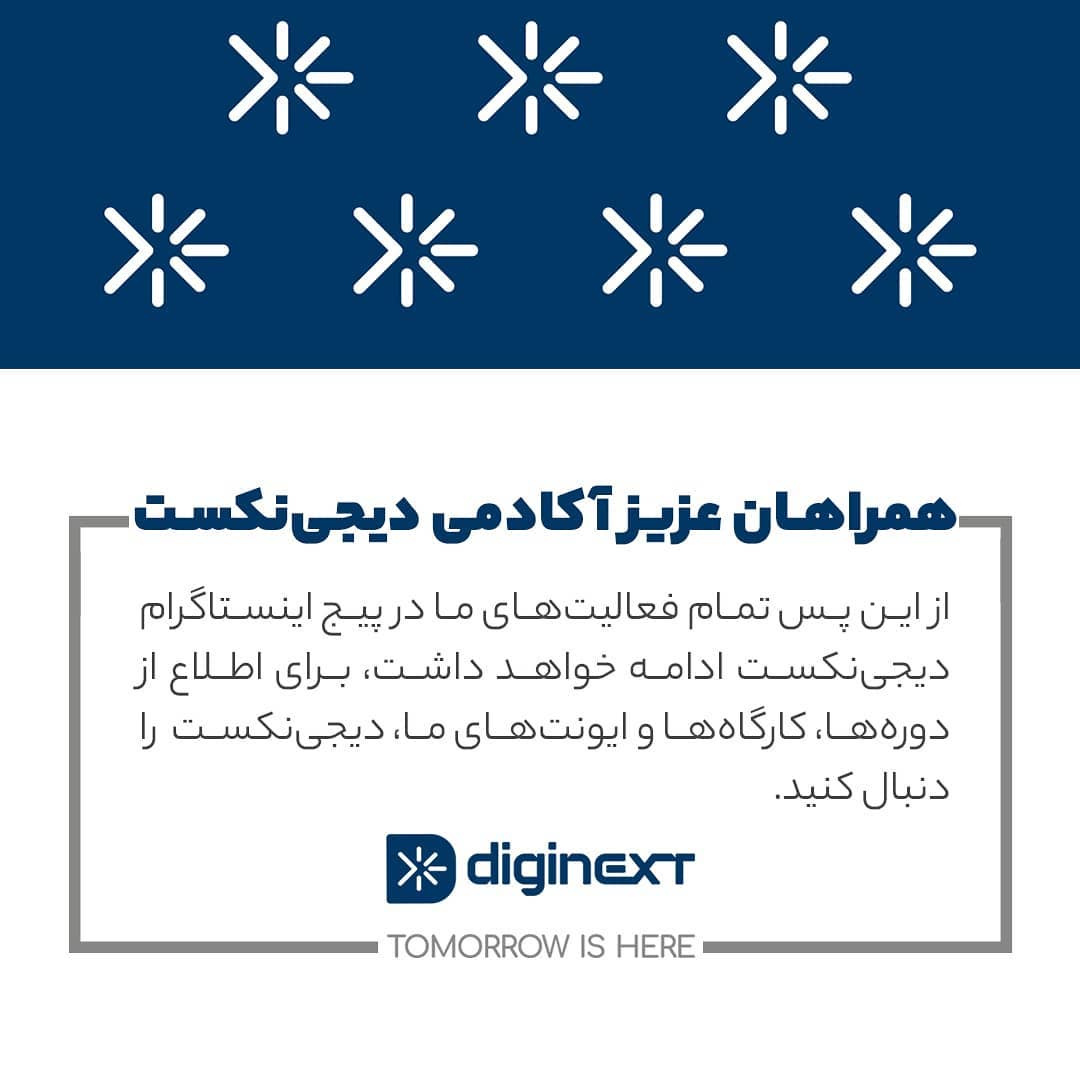 همراهان عزیز آکادمی دیجی‌نکست
از این پس تمام فعالیت‌های ما در پیج اینستاگرام
دیجی‌نکست ادامه خواهد داشت، برای اطلاع از
دوره‌ها، کارگاه‌ها و ایونت‌های ما، دیجی‌نکست را
دنبال کنید.
diginext
TOMORROW IS HERE